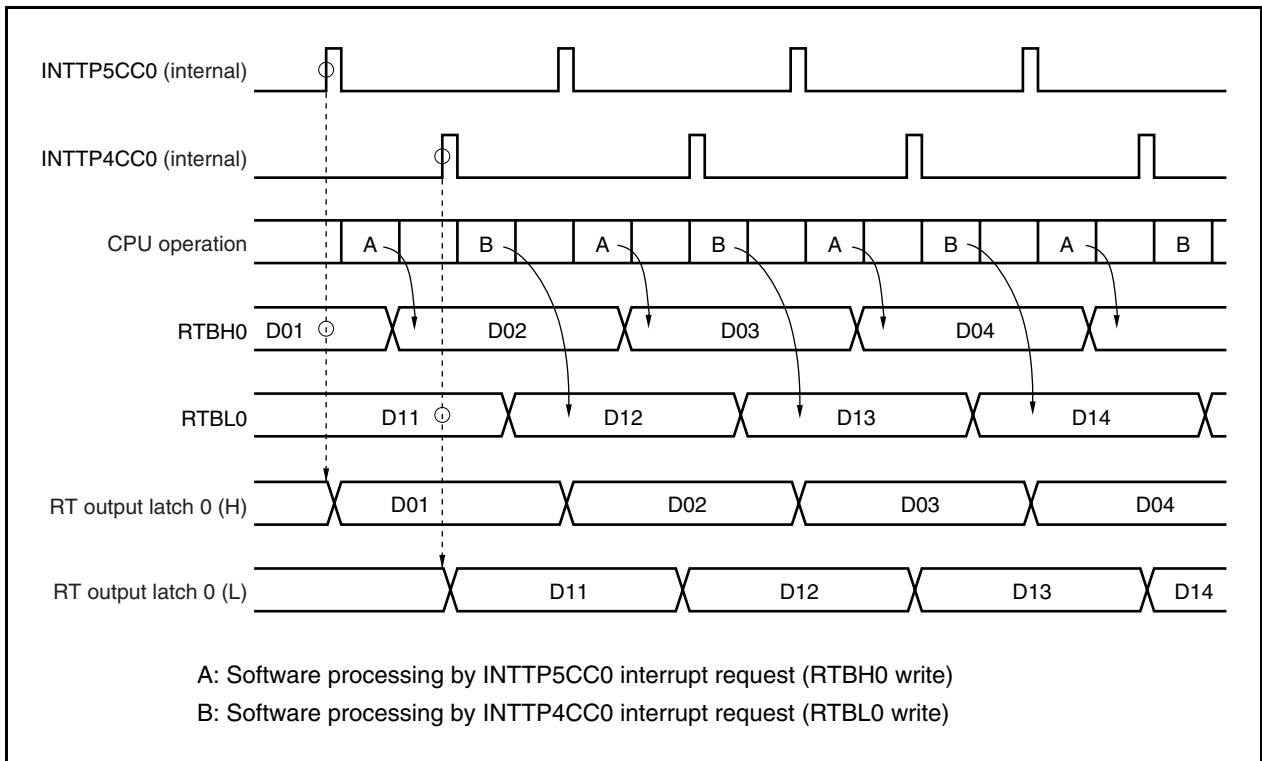 INTTP5CC0 (internal)
INTTP4CC0 (internal)
CPU operation A B A B A B A B
RTBH0 D01 D02 D03 D04
RTBL0 D11 D12 D13 D14
RT output latch 0 (H) D01 D02 D03 D04
RT output latch 0 (L) D11 D12 D13 D14
A: Software processing by INTTP5CC0 interrupt request (RTBH0 write)
B: Software processing by INTTP4CC0 interrupt request (RTBL0 write)